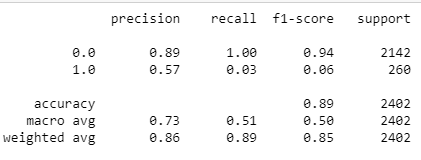 precision recall f1-score support
0.0 0.89 1.00 0.94 2142
1.0 0.57 0.03 0.06 260
accuracy 0.89 2402
macro avg 0.73 0.51 0.50 2402
weighted avg 0.86 0.89 0.85 2402